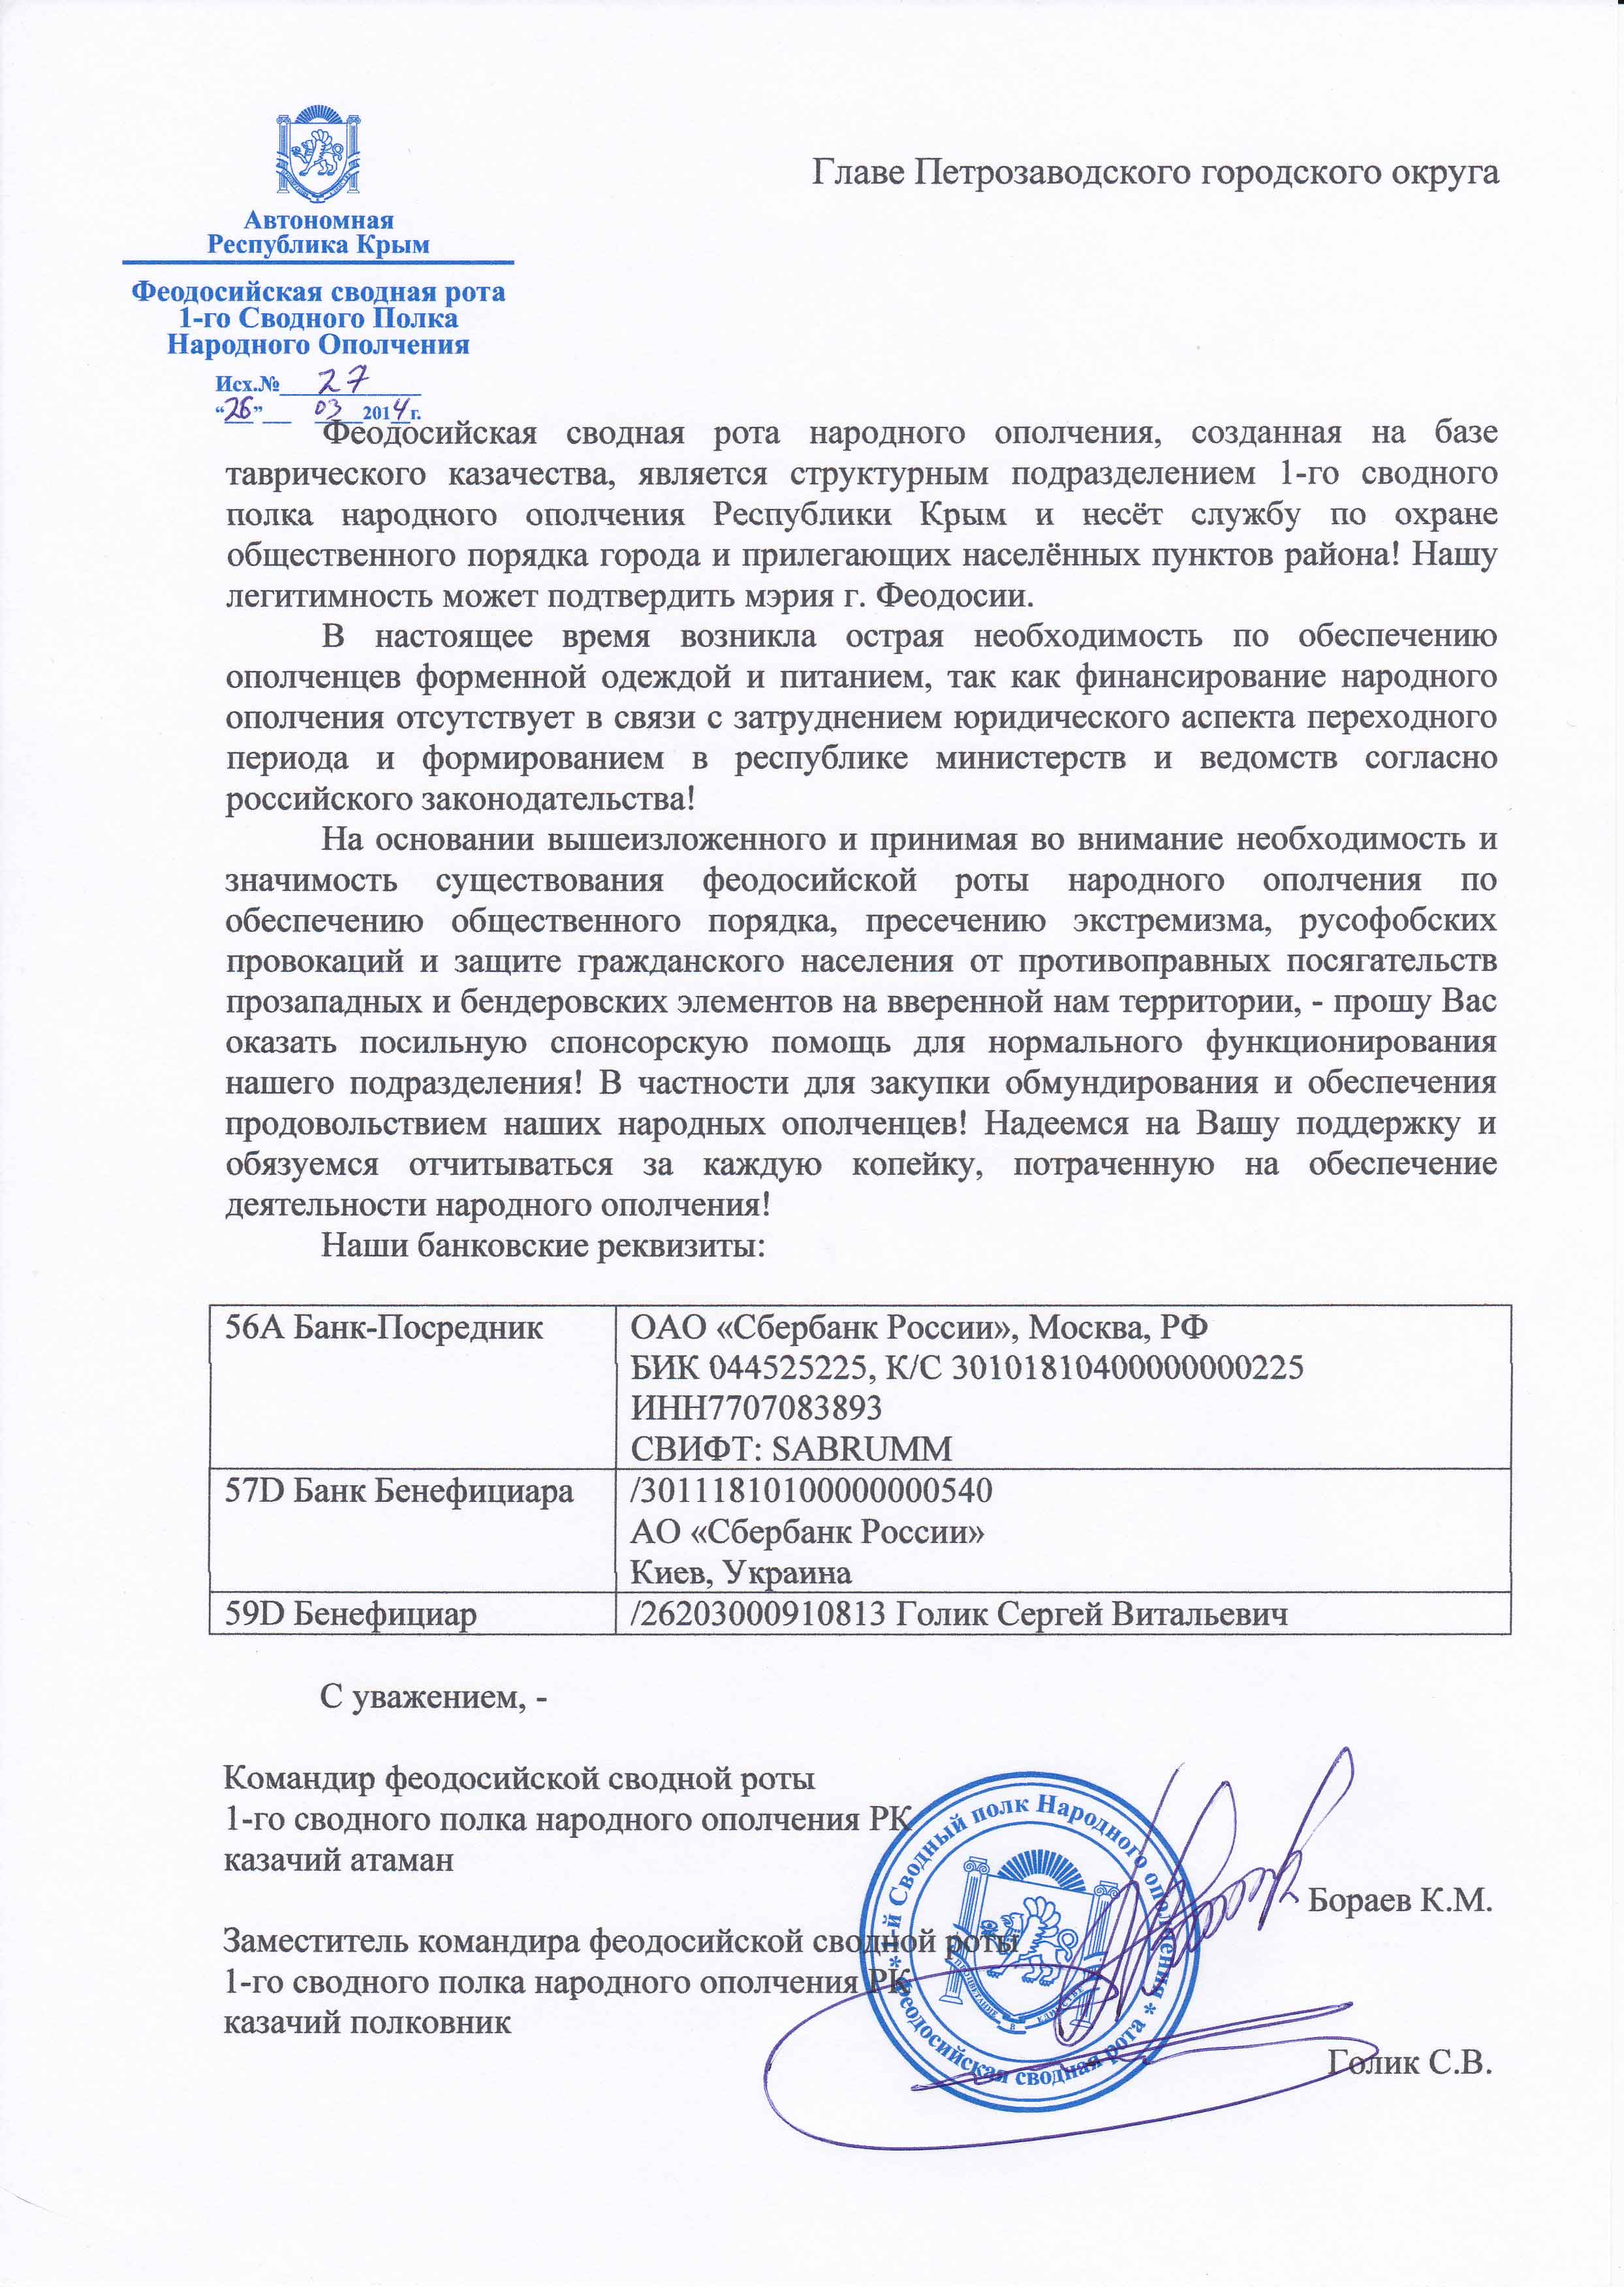 Автономная
Республика Крым
Феодосийская сводная рота
1-го Сводного Полка
Народного Ополчения
Исх.№ 27
“26” 03 2014 г.
Главе Петрозаводского городского округа
Феодосийская сводная рота народного ополчения, созданная на базе
таврического казачества, является структурным подразделением 1-го сводного
полка народного ополчения Республики Крым и несёт службу по охране
общественного порядка города и прилегающих населённых пунктов района! Нашу
легитимность может подтвердить мэрия г. Феодосии.
В настоящее время возникла острая необходимость по обеспечению
ополченцев форменной одеждой и питанием, так как финансирование народного
ополчения отсутствует в связи с затруднением юридического аспекта переходного
периода и формированием в республике министерств и ведомств согласно
российского законодательства!
На основании вышеизложенного и принимая во внимание необходимость и
значимость существования феодосийской роты народного ополчения по
обеспечению общественного порядка, пресечению экстремизма, русофобских
провокаций и защите гражданского населения от противоправных посягательств
прозападных и бендеровских элементов на вверенной нам территории, - прошу Вас
оказать посильную спонсорскую помощь для нормального функционирования
нашего подразделения! В частности для закупки обмундирования и обеспечения
продовольствием наших народных ополченцев! Надеемся на Вашу поддержку и
обязуемся отчитываться за каждую копейку, потраченную на обеспечение
деятельности народного ополчения!
Наши банковские реквизиты:
56А Банк-Посредник
ОАО «Сбербанк России», Москва, РФ
БИК 044525225, К/С 30101810400000000225
ИНН7707083893
СВИФТ: SABRUMM
57D Банк Бенефициара
/30111810100000000540
АО «Сбербанк России»
Киев, Украина
59D Бенефициар
/26203000910813 Голик Сергей Витальевич
С уважением, -
Командир феодосийской сводной роты
1-го сводного полка народного ополчения РК
казачий атаман
Бораев К.М.
Заместитель командира феодосийской сводной роты
1-го сводного полка народного ополчения РК
казачий полковник
Голик С.В.
1-й Сводный полк Народного ополчения
* Феодосийская сводная рота *